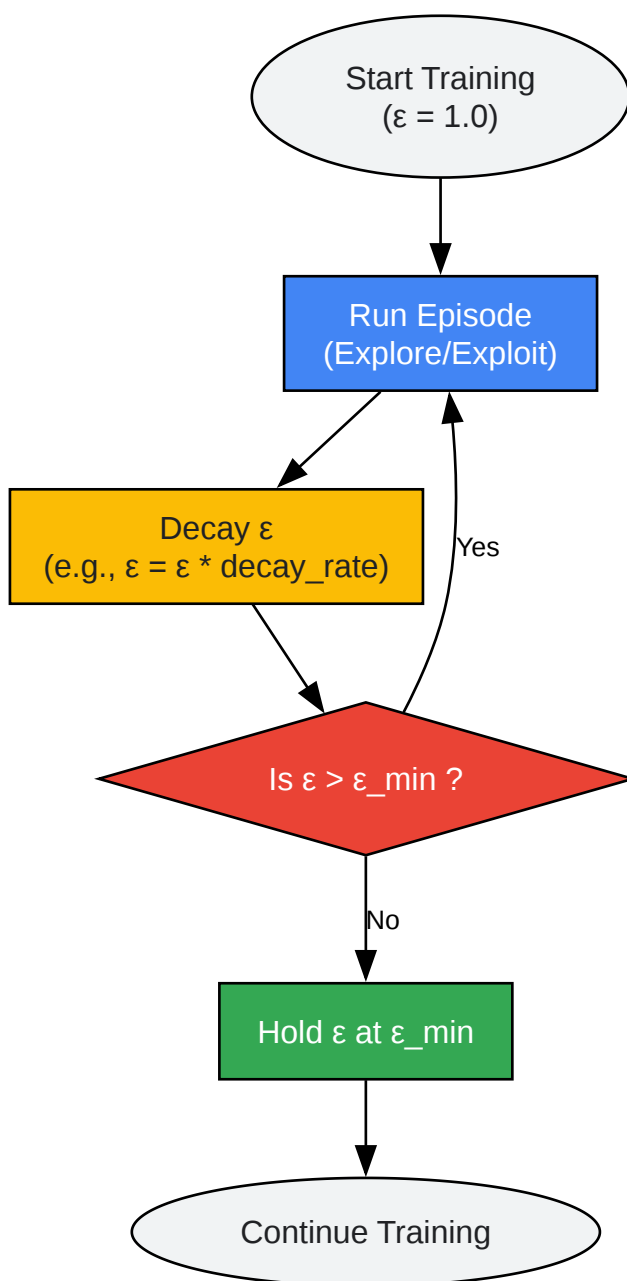 Start Training
(ε = 1.0)
Run Episode
(Explore/Exploit)
Decay ε
(e.g., ε = ε * decay_rate)
Yes
Is ε > ε_min ?
No
Hold ε at ε_min
Continue Training